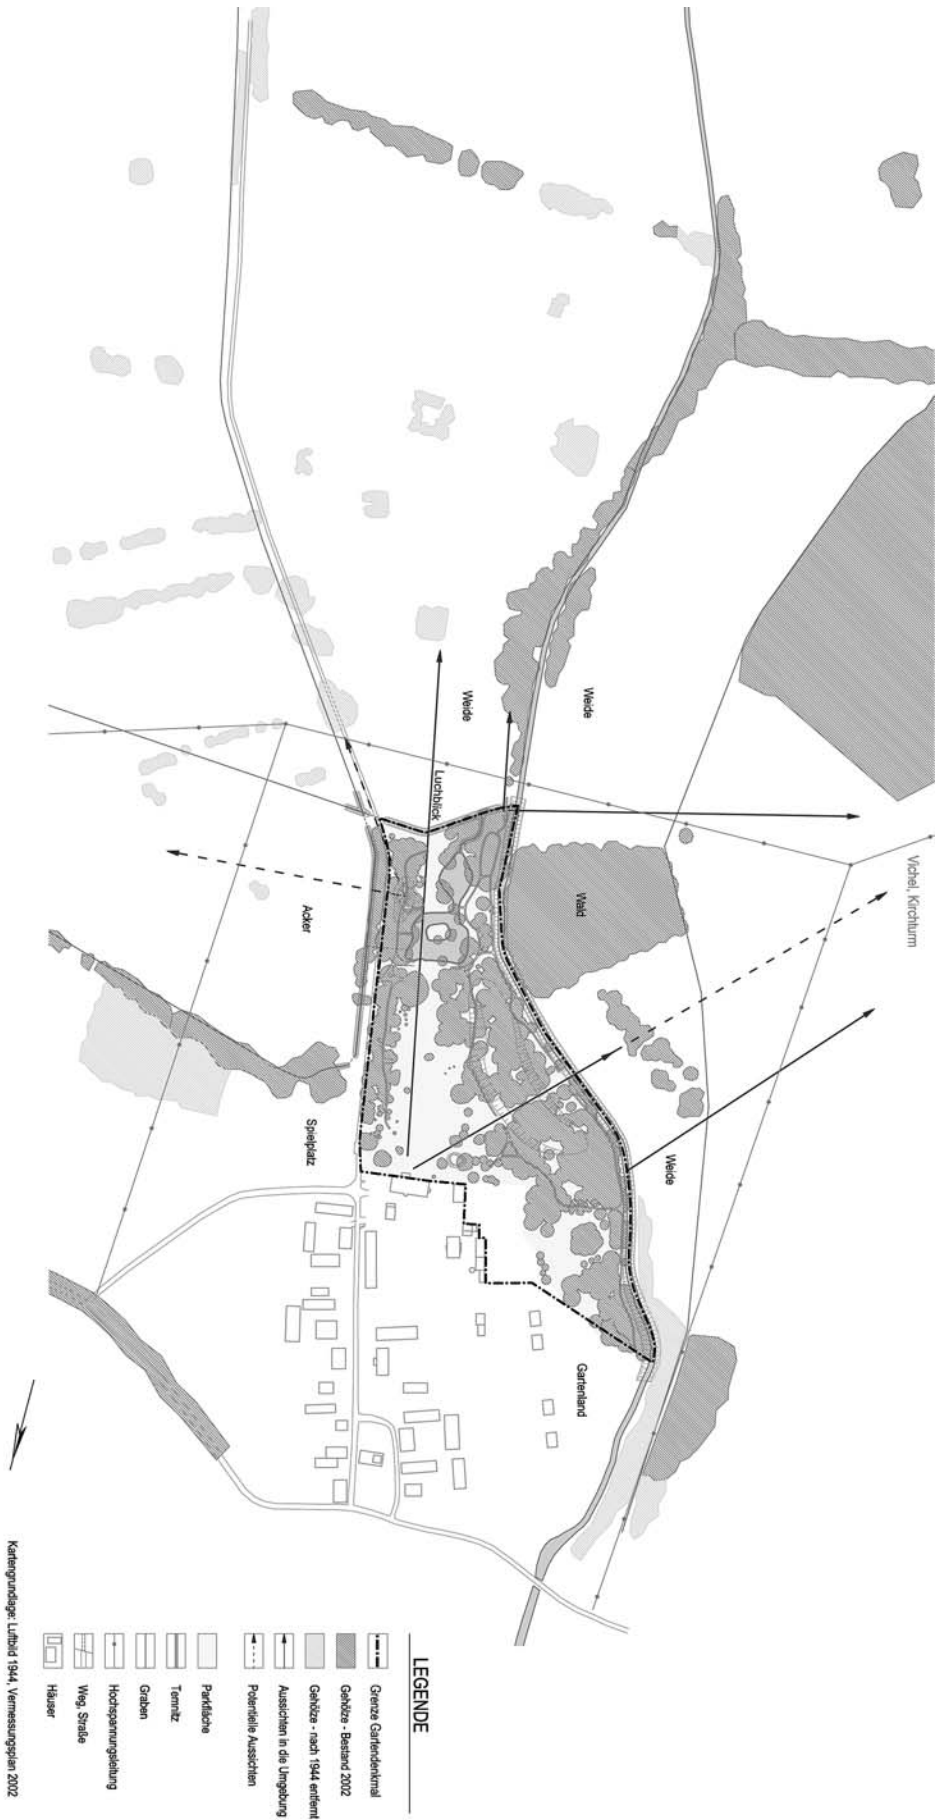 Vichel, Kirchturm
Weide
Weide
Luchblick
Wald
Acker
Weide
Spielplatz
Gartenland
LEGENDE
Grenze Gartendenkmal
Gehölze - Bestand 2002
Gehölze - nach 1944 entfernt
Aussichten in die Umgebung
Potentielle Aussichten
Parkfläche
Temnitz
Graben
Hochspannungsleitung
Weg, Straße
Häuser
Kartengrundlage: Luftbild 1944, Vermessungsplan 2002